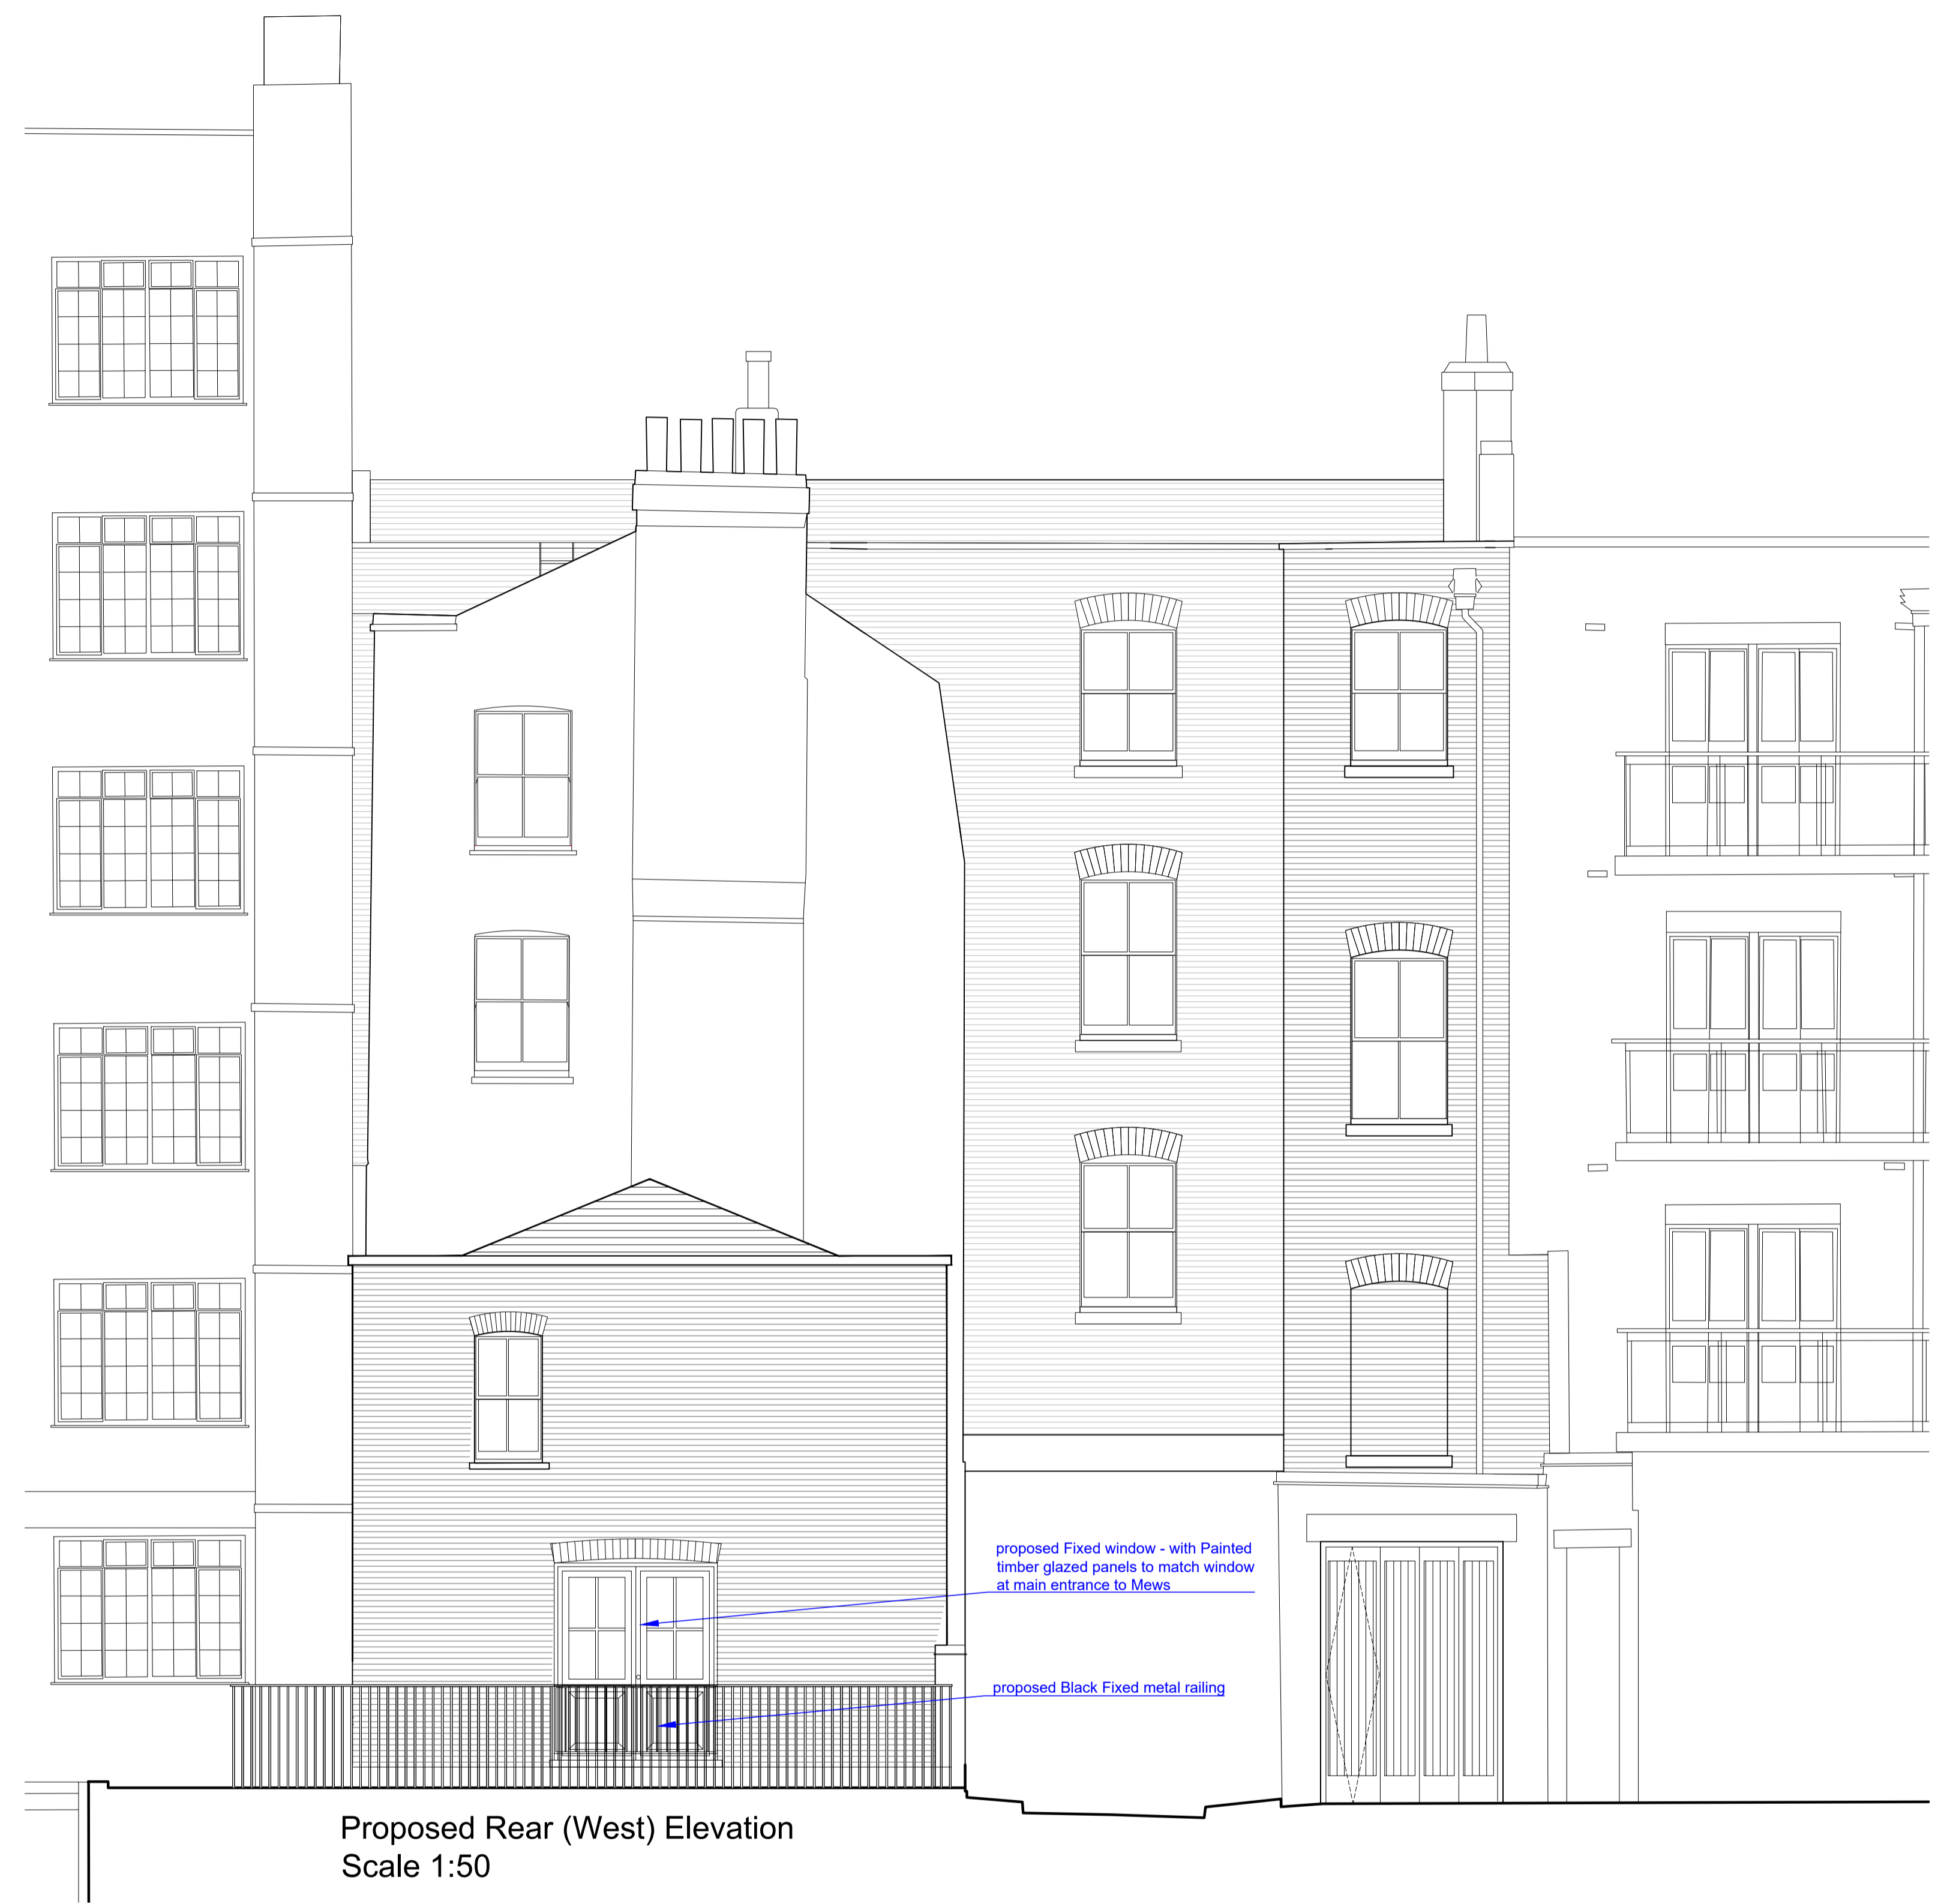 proposed Fixed window - with Painted
timber glazed panels to match window
at main entrance to Mews
proposed Black Fixed metal railing
Proposed Rear (West) Elevation
Scale 1:50